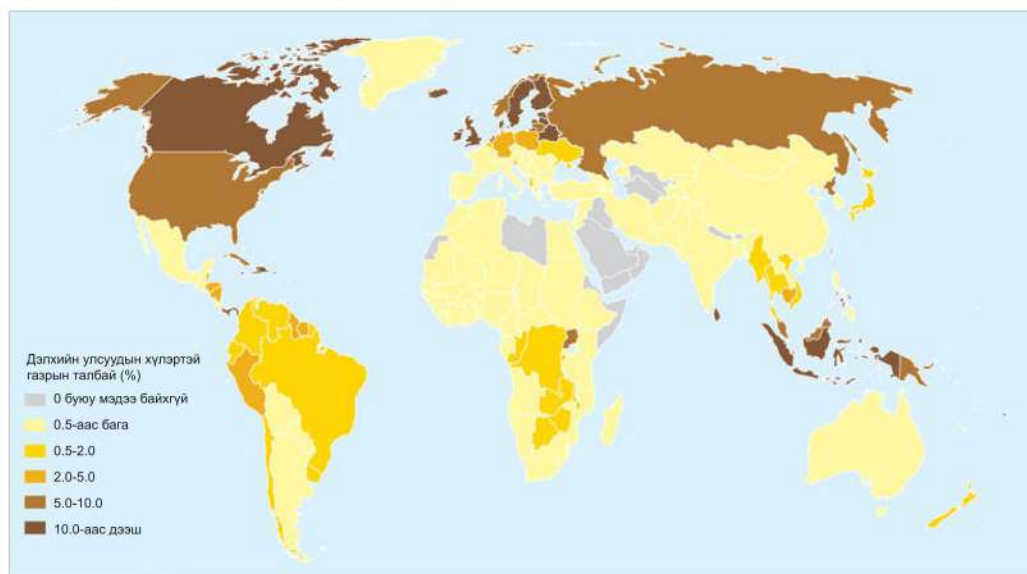 Дэлхийн улсуудын хүлэртэй
газрын талбай (%)
0 буюу мэдээ байхгүй
0.5-аас бага
0.5-2.0
2.0-5.0
5.0-10.0
10.0-аас дээш